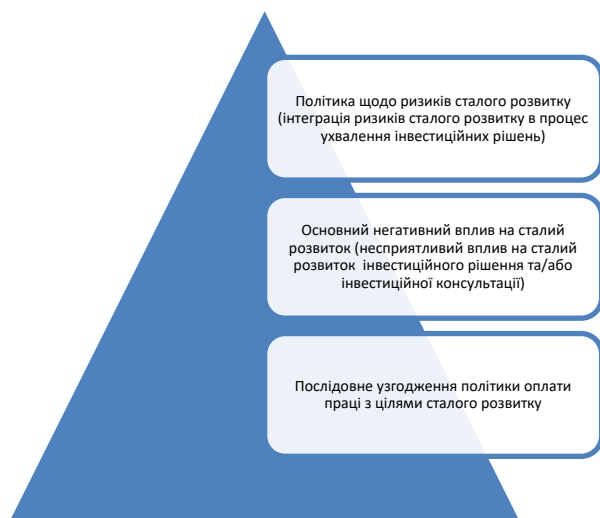 Політика щодо ризиків сталого розвитку
(інтеграція ризиків сталого розвитку в процес
ухвалення інвестиційних рішень)
Основний негативний вплив на сталий
розвиток (несприятливий вплив на сталий
розвиток інвестиційного рішення та/або
інвестиційної консультації)
Послідовне узгодження політики оплати
праці з цілями сталого розвитку